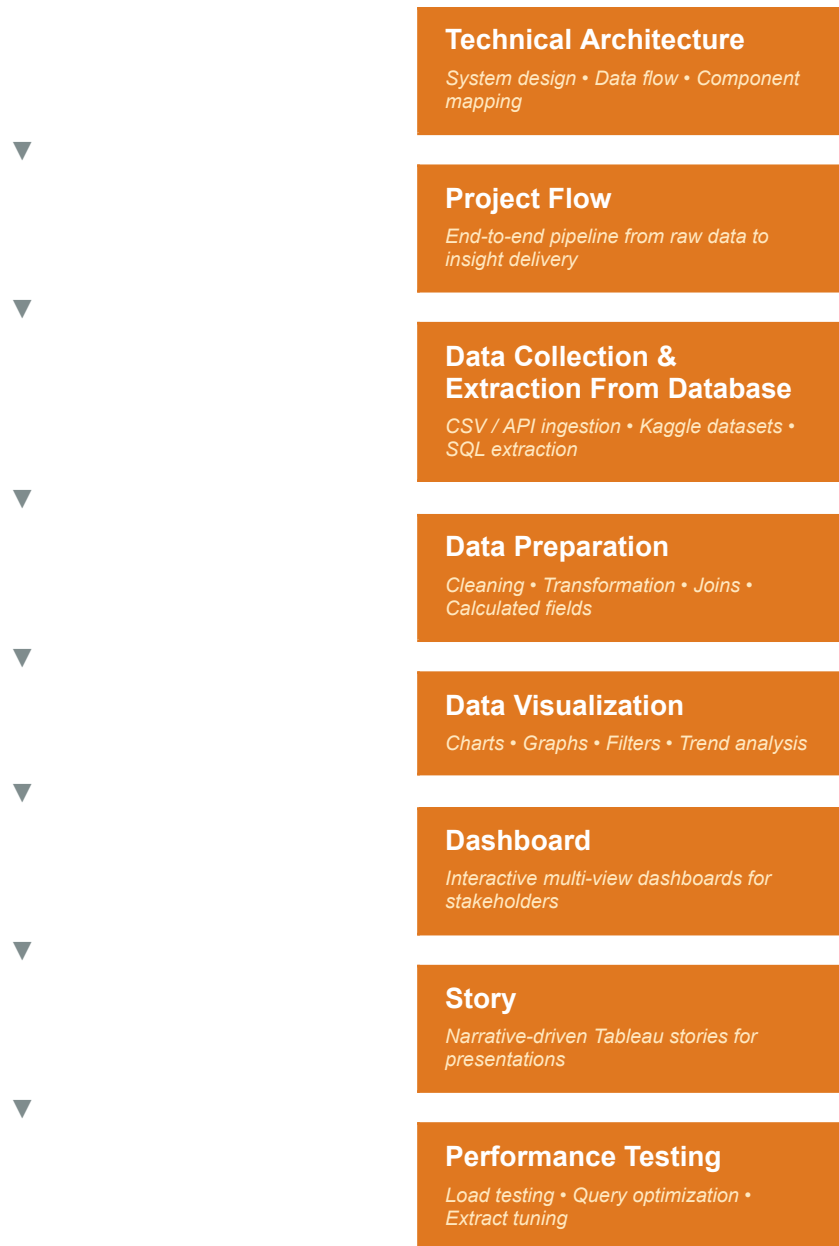 Technical Architecture
System design • Data flow • Component
mapping
▼
Project Flow
End-to-end pipeline from raw data to
insight delivery
▼
Data Collection &
Extraction From Database
CSV / API ingestion • Kaggle datasets •
SQL extraction
▼
Data Preparation
Cleaning • Transformation • Joins •
Calculated fields
▼
Data Visualization
Charts • Graphs • Filters • Trend analysis
▼
Dashboard
Interactive multi-view dashboards for
stakeholders
▼
Story
Narrative-driven Tableau stories for
presentations
▼
Performance Testing
Load testing • Query optimization •
Extract tuning